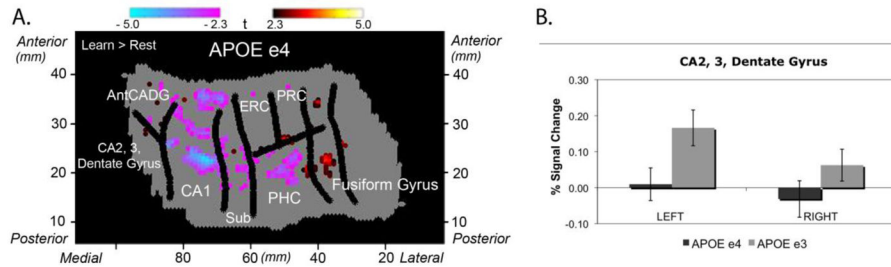 A.
- 5.0 -2.3 t 2.3 5.0
Anterior
(mm)
Learn > Rest
APOE e4
Anterior
(mm)
40
30
20
10
AntCADG
ERC
PRC
CA2, 3,
Dentate Gyrus
CA1
Sub
PHC
Fusiform Gyrus
40
30
20
10
Posterior
Posterior
Medial 80 60 (mm) 40 20 Lateral
B.
CA2, 3, Dentate Gyrus
% Signal Change
0.30
0.20
0.10
0.00
-0.10
LEFT RIGHT
APOE e4 APOE e3